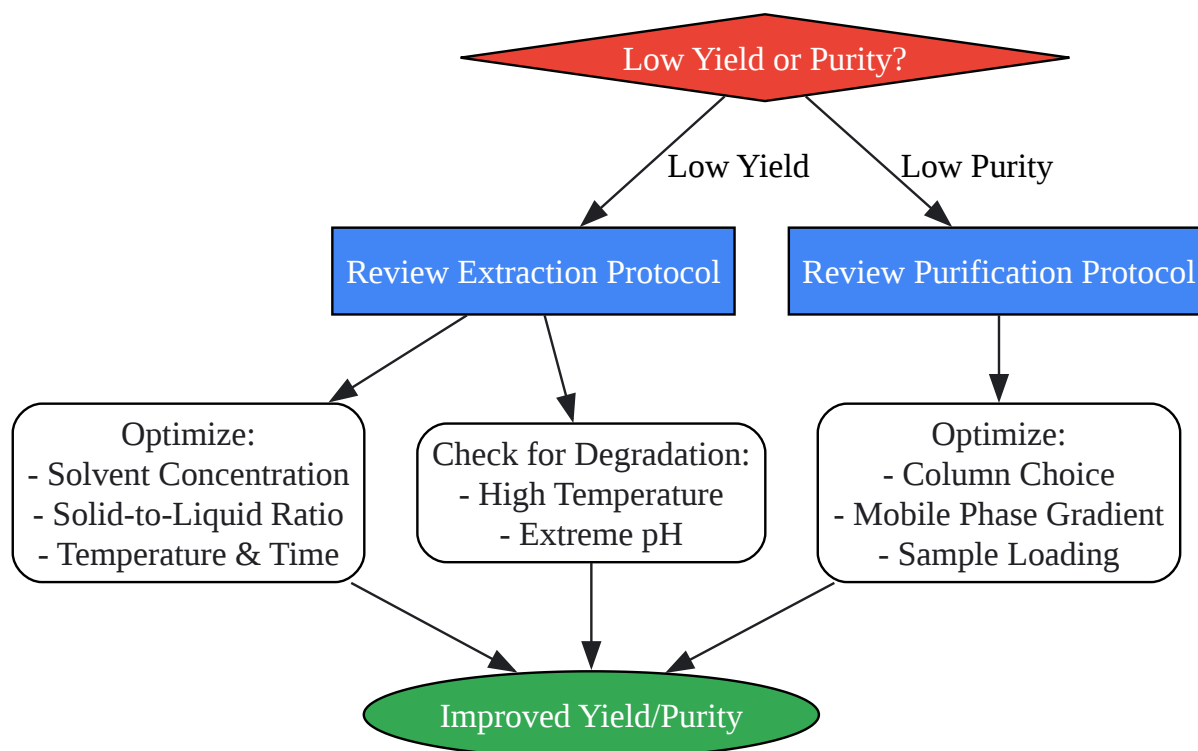 Low Yield or Purity?
Low Yield
Low Purity
Review Extraction Protocol
Review Purification Protocol
Optimize:
- Solvent Concentration
- Solid-to-Liquid Ratio
- Temperature & Time
Check for Degradation:
- High Temperature
- Extreme pH
Optimize:
- Column Choice
- Mobile Phase Gradient
- Sample Loading
Improved Yield/Purity